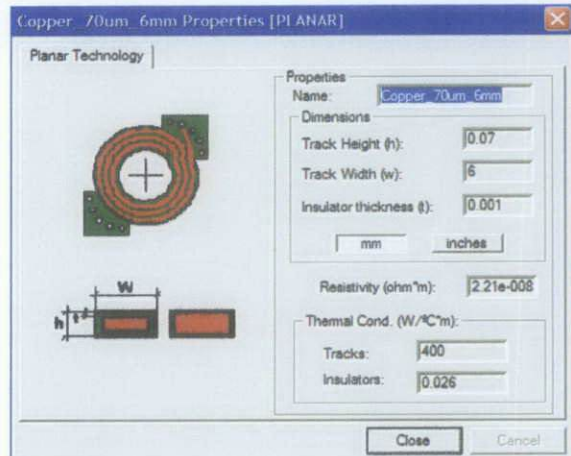 Copper_70um_6mm Properties [PLANAR]
Planar Technology
Properties
Name: Copper_70um_6mm
Dimensions
Track Height (h): 0.07
Track Width (w): 6
Insulator thickness (t): 0.001
mm inches
Resistivity (ohm*m): 2.21e-008
Thermal Cond. (W/ºC*m):
Tracks: 400
Insulators: 0.026
W
h t
Close Cancel